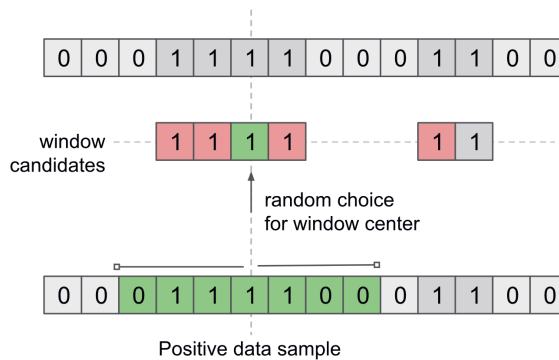 0 0 0 1 1 1 1 0 0 0 1 1 0 0
window
candidates
1 1 1 1 1 1
random choice
for window center
0 0 0 1 1 1 1 0 0 0 1 1 0 0
Positive data sample